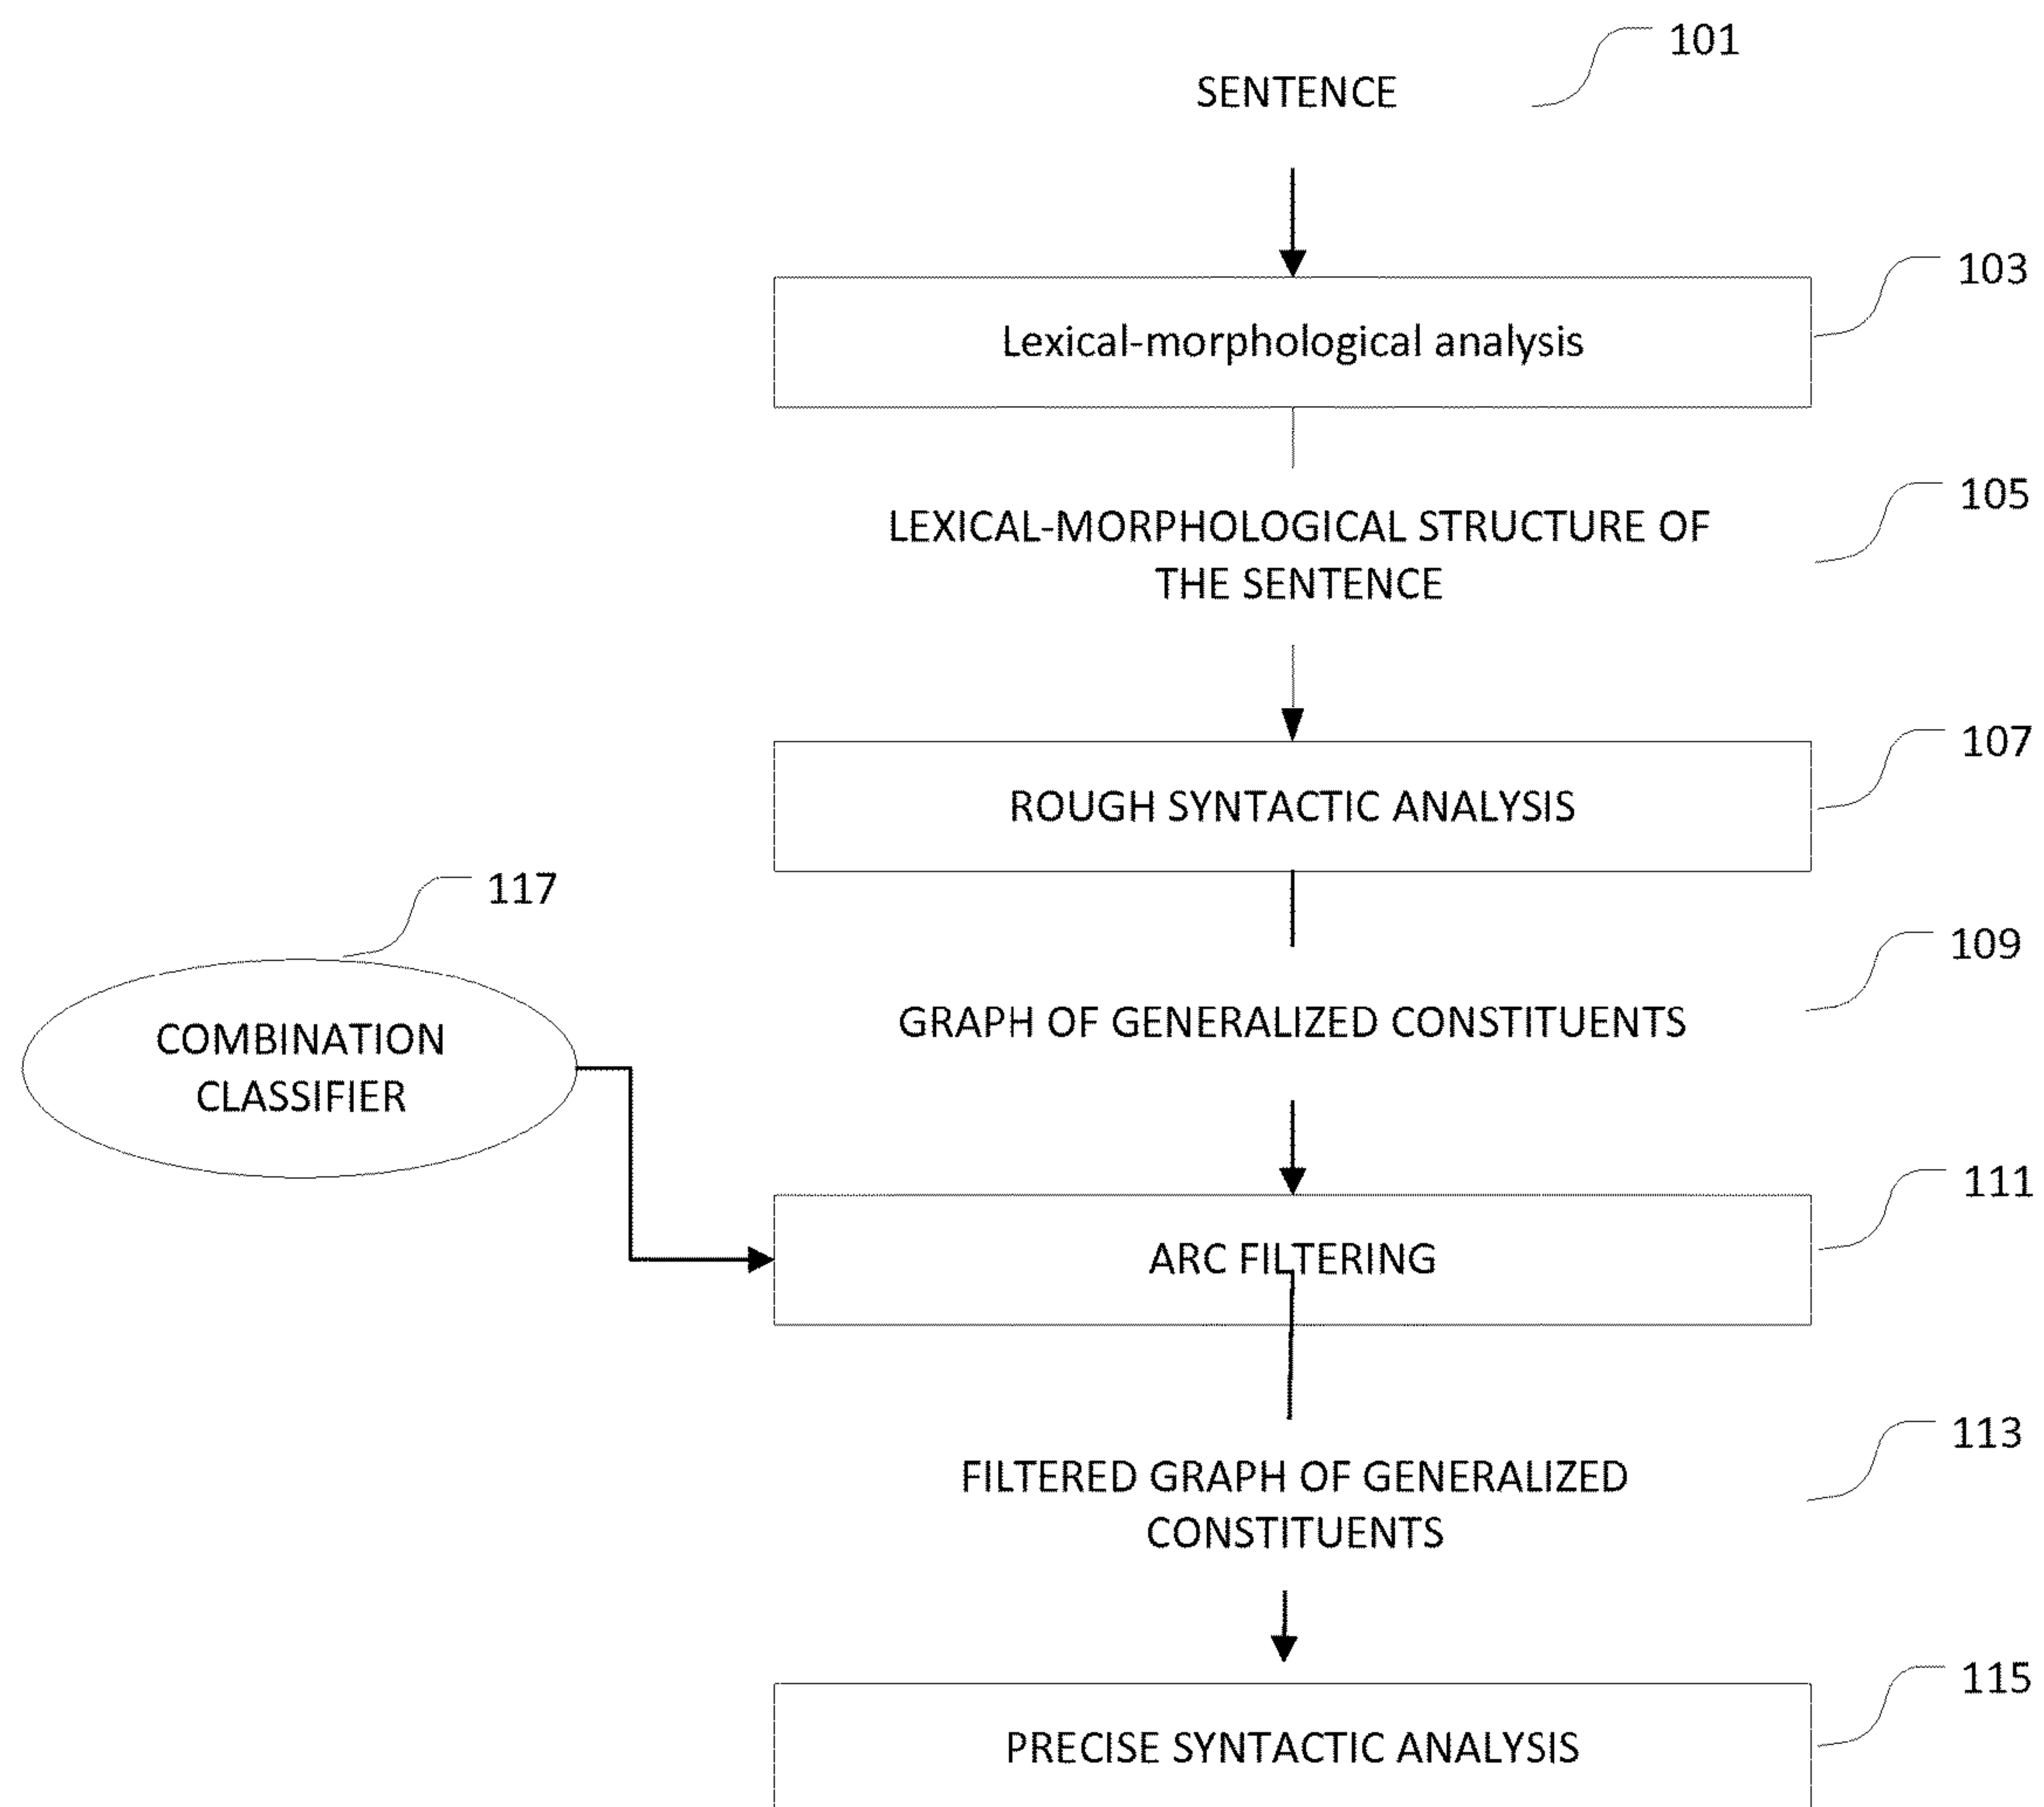 101
SENTENCE
103
Lexical-morphological analysis
105
LEXICAL-MORPHOLOGICAL STRUCTURE OF
THE SENTENCE
107
ROUGH SYNTACTIC ANALYSIS
117
109
COMBINATION
CLASSIFIER
GRAPH OF GENERALIZED CONSTITUENTS
111
ARC FILTERING
113
FILTERED GRAPH OF GENERALIZED
CONSTITUENTS
115
PRECISE SYNTACTIC ANALYSIS